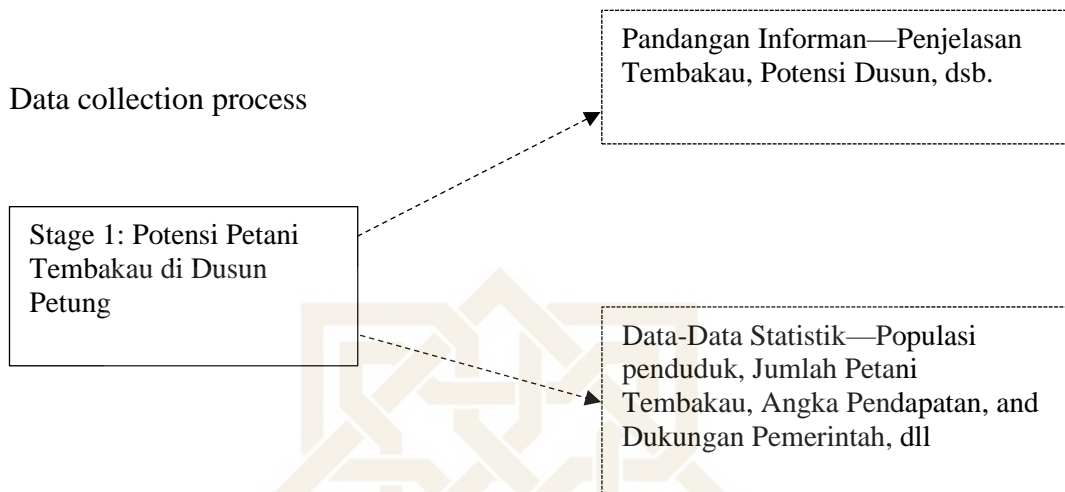 Data collection process
Pandangan Informan—Penjelasan
Tembakau, Potensi Dusun, dsb.
Stage 1: Potensi Petani
Tembakau di Dusun
Petung
Data-Data Statistik—Populasi
penduduk, Jumlah Petani
Tembakau, Angka Pendapatan, and
Dukungan Pemerintah, dll